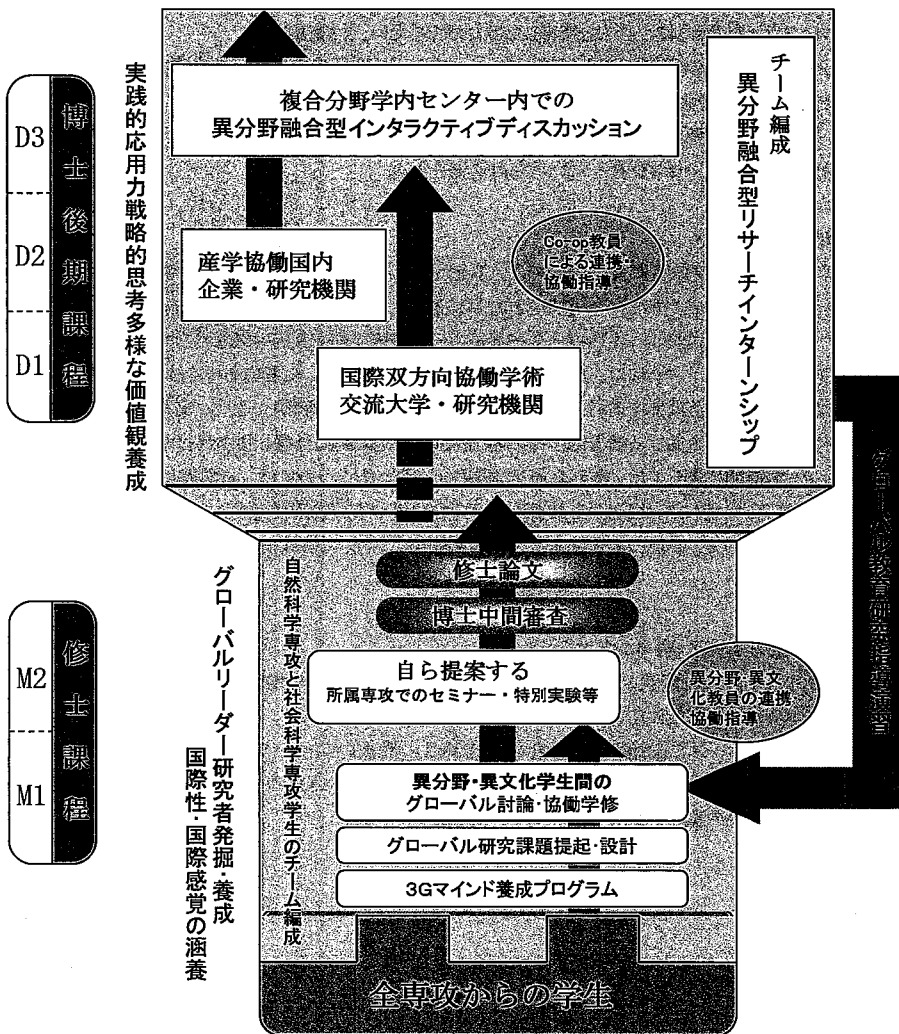 複合分野学内センター内での
異分野融合型インタラクティブディスカッション
チーム編成
異分野融合型リサーチインターンシップ
博士後期課程
D3
D2
D1
実践的応用力戦略的思考多様な価値観養成
産学協働国内
企業・研究機関
Co-op教員
による連携・
協働指導
国際双方向協働学術
交流大学・研究機関
グローバル教育研究指導演習
修士論文
博士中間審査
自ら提案する
所属専攻でのセミナー・特別実験等
異分野・異文
化教員の連携・
協働指導
修士課程
M2
M1
グローバルリーダー研究者発掘・養成
国際性・国際感覚の涵養
自然科学専攻と社会科学専攻学生のチーム編成
異分野・異文化学生間の
グローバル討論・協働学修
グローバル研究課題提起・設計
3Gマインド養成プログラム
全専攻からの学生